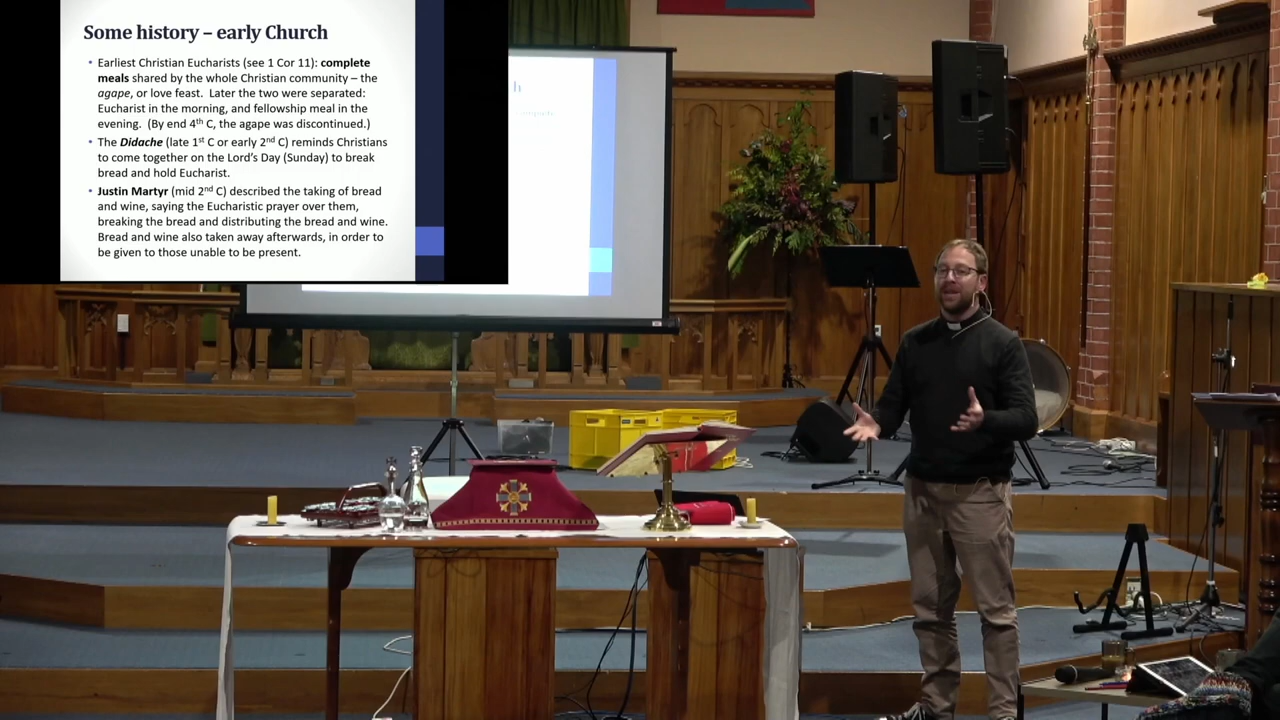 Some history – early Church
• Earliest Christian Eucharists (see 1 Cor 11): complete
meals shared by the whole Christian community – the
agape, or love feast.  Later the two were separated:
Eucharist in the morning, and fellowship meal in the
evening.  (By end 4th C, the agape was discontinued.)
• The Didache (late 1st C or early 2nd C) reminds Christians
to come together on the Lord's Day (Sunday) to break
bread and hold Eucharist.
• Justin Martyr (mid 2nd C) described the taking of bread
and wine, saying the Eucharistic prayer over them,
breaking the bread and distributing the bread and wine.
Bread and wine also taken away afterwards, in order to
be given to those unable to be present.